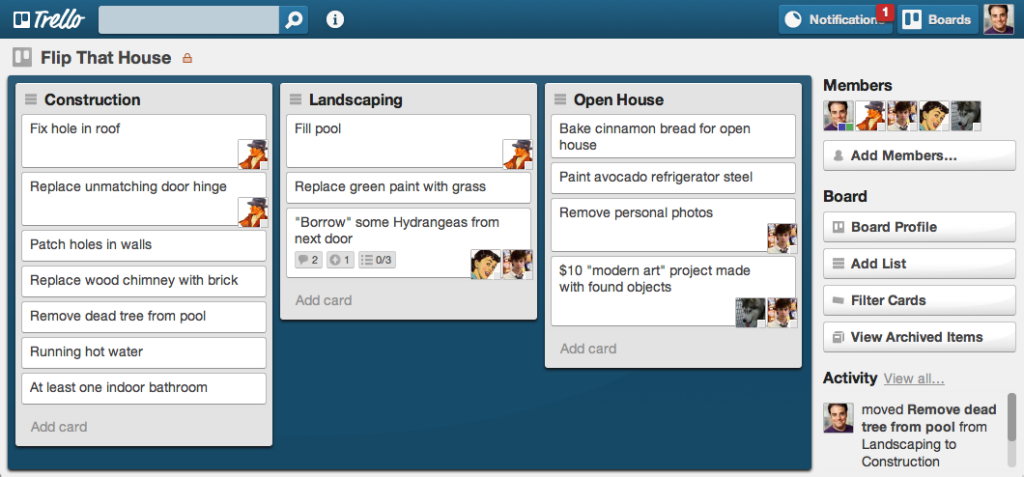 Trello
Notifications
1
Boards
Flip That House
Construction
Fix hole in roof
Replace unmatching door hinge
Patch holes in walls
Replace wood chimney with brick
Remove dead tree from pool
Running hot water
At least one indoor bathroom
Add card
Landscaping
Fill pool
Replace green paint with grass
"Borrow" some Hydrangeas from
next door
2 1 0/3
Add card
Open House
Bake cinnamon bread for open
house
Paint avocado refrigerator steel
Remove personal photos
$10 "modern art" project made
with found objects
Add card
Members
Add Members...
Board
Board Profile
Add List
Filter Cards
View Archived Items
Activity View all...
moved Remove dead
tree from pool from
Landscaping to
Construction